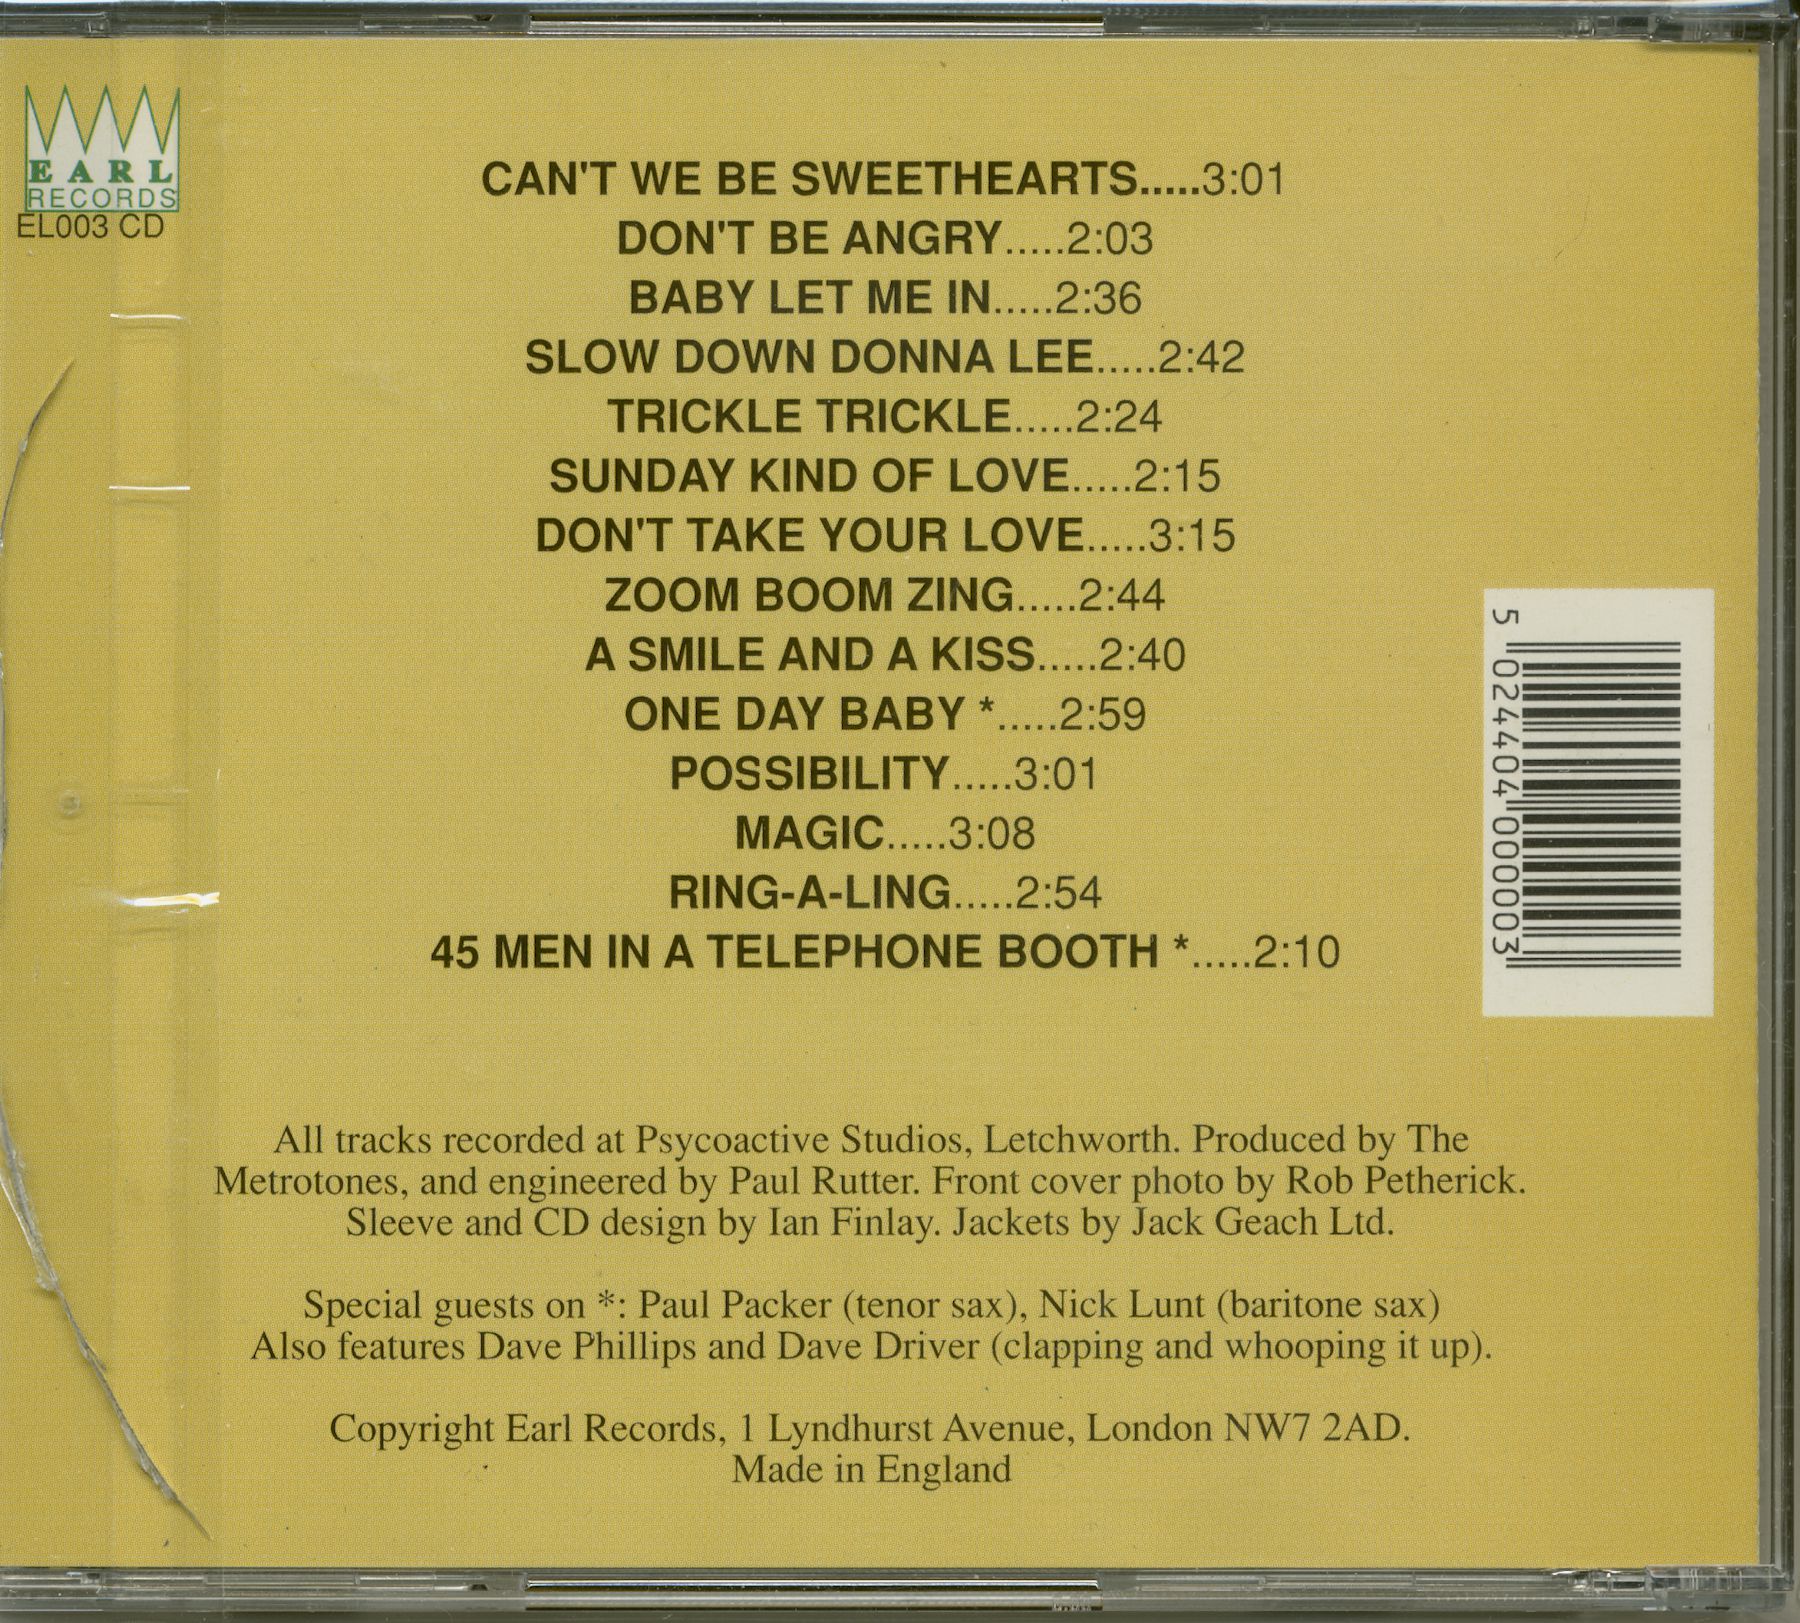 EARL
RECORDS
EL003 CD
CAN'T WE BE SWEETHEARTS.....3:01
DON'T BE ANGRY.....2:03
BABY LET ME IN.....2:36
SLOW DOWN DONNA LEE.....2:42
TRICKLE TRICKLE.....2:24
SUNDAY KIND OF LOVE.....2:15
DON'T TAKE YOUR LOVE.....3:15
ZOOM BOOM ZING.....2:44
A SMILE AND A KISS.....2:40
ONE DAY BABY *.....2:59
POSSIBILITY.....3:01
MAGIC.....3:08
RING-A-LING.....2:54
45 MEN IN A TELEPHONE BOOTH *.....2:10
5 024404 000003
All tracks recorded at Psycoactive Studios, Letchworth. Produced by The
Metrotones, and engineered by Paul Rutter. Front cover photo by Rob Petherick.
Sleeve and CD design by Ian Finlay. Jackets by Jack Geach Ltd.
Special guests on *: Paul Packer (tenor sax), Nick Lunt (baritone sax)
Also features Dave Phillips and Dave Driver (clapping and whooping it up).
Copyright Earl Records, 1 Lyndhurst Avenue, London NW7 2AD.
Made in England